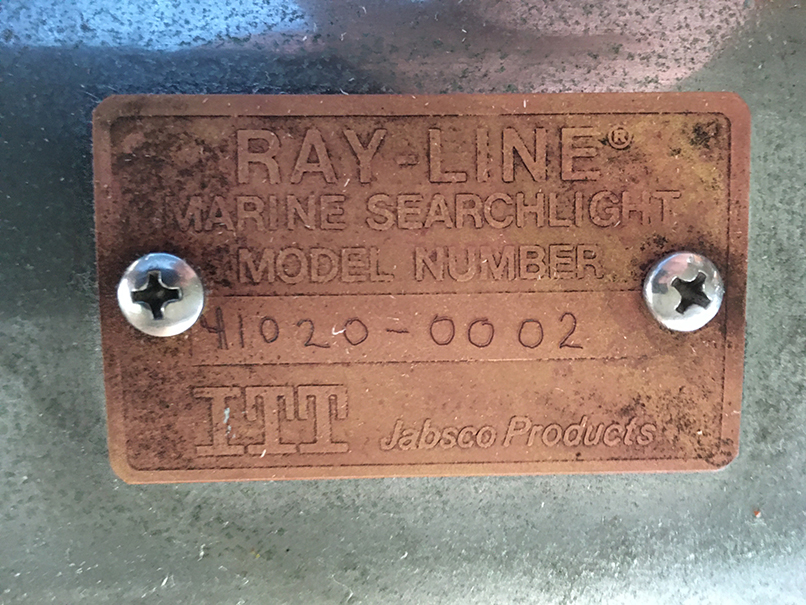 RAY-LINE®
MARINE SEARCHLIGHT
MODEL NUMBER
41020-0002
ITT Jabsco Products